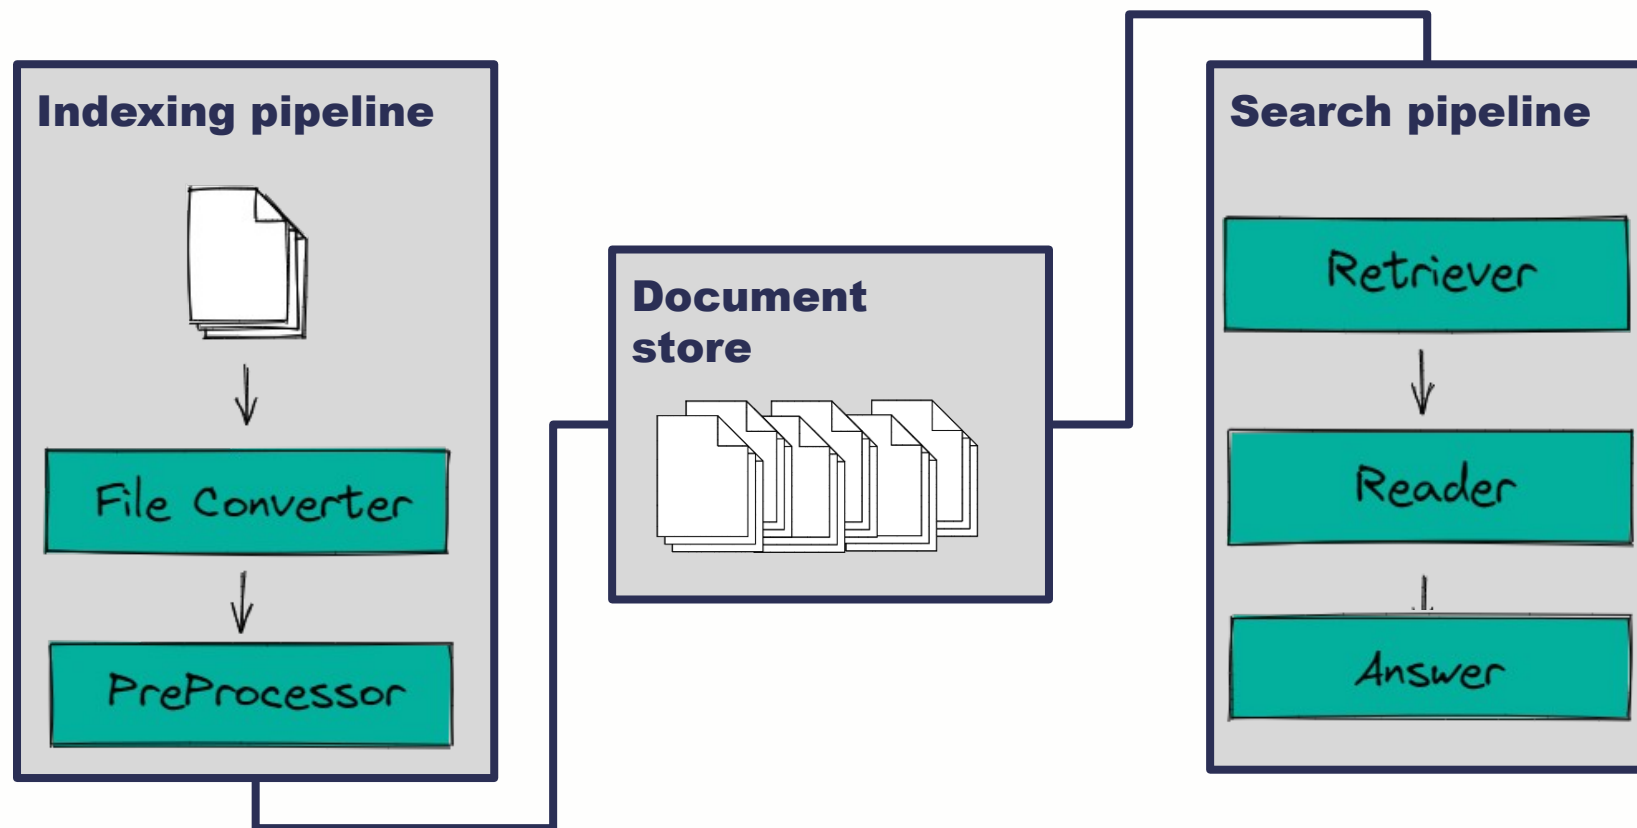 Indexing pipeline
File Converter
PreProcessor
Document
store
Search pipeline
Retriever
Reader
Answer